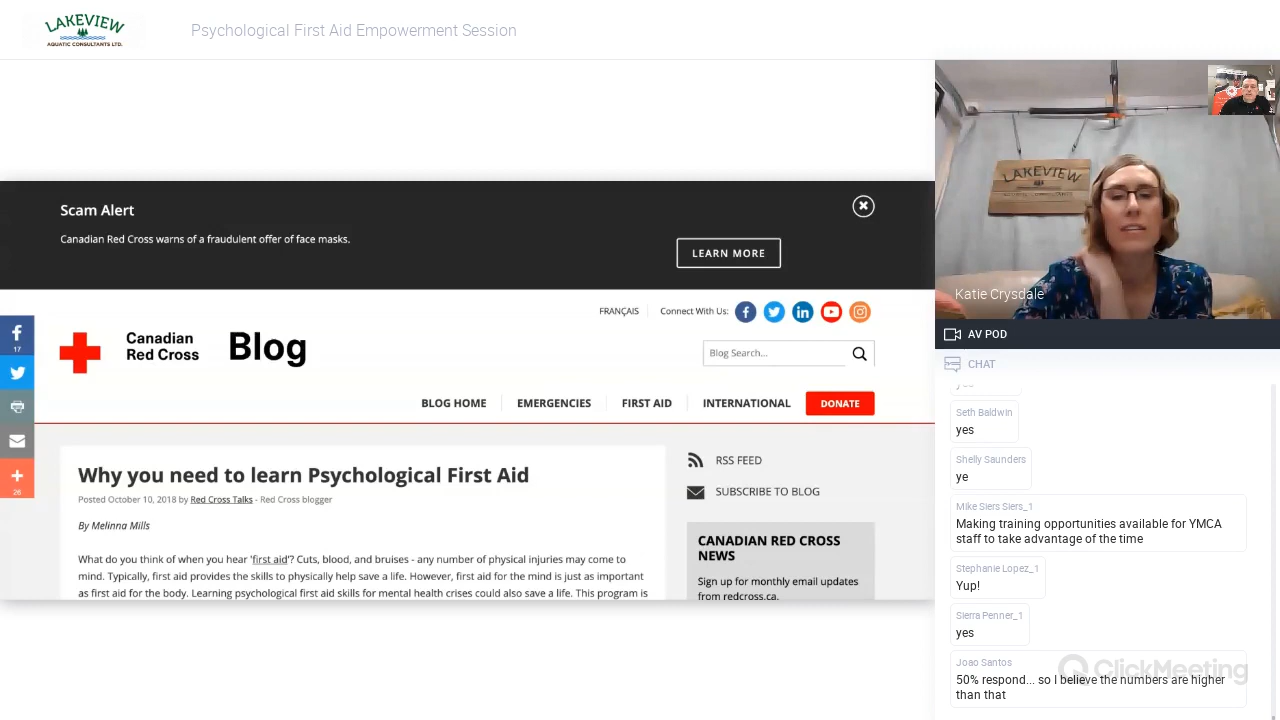 LAKEVIEW
AQUATIC CONSULTANTS LTD.
Psychological First Aid Empowerment Session
Scam Alert
Canadian Red Cross warns of a fraudulent offer of face masks.
LEARN MORE
FRANÇAIS
Connect With Us:
Canadian
Red Cross
Blog
Blog Search...
BLOG HOME
EMERGENCIES
FIRST AID
INTERNATIONAL
DONATE
17
26
Why you need to learn Psychological First Aid
Posted October 10, 2018 by Red Cross Talks - Red Cross blogger
By Melinna Mills
What do you think of when you hear 'first aid'? Cuts, blood, and bruises - any number of physical injuries may come to
mind. Typically, first aid provides the skills to physically help save a life. However, first aid for the mind is just as important
as first aid for the body. Learning psychological first aid skills for mental health crises could also save a life. This program is
RSS FEED
SUBSCRIBE TO BLOG
CANADIAN RED CROSS
NEWS
Sign up for monthly email updates
from redcross.ca.
LAKEVIEW
Katie Crysdale
AV POD
CHAT
yes
Seth Baldwin
yes
Shelly Saunders
ye
Mike Siers Siers_1
Making training opportunities available for YMCA
staff to take advantage of the time
Stephanie Lopez_1
Yup!
Sierra Penner_1
yes
Joao Santos
50% respond... so I believe the numbers are higher
than that
ClickMeeting